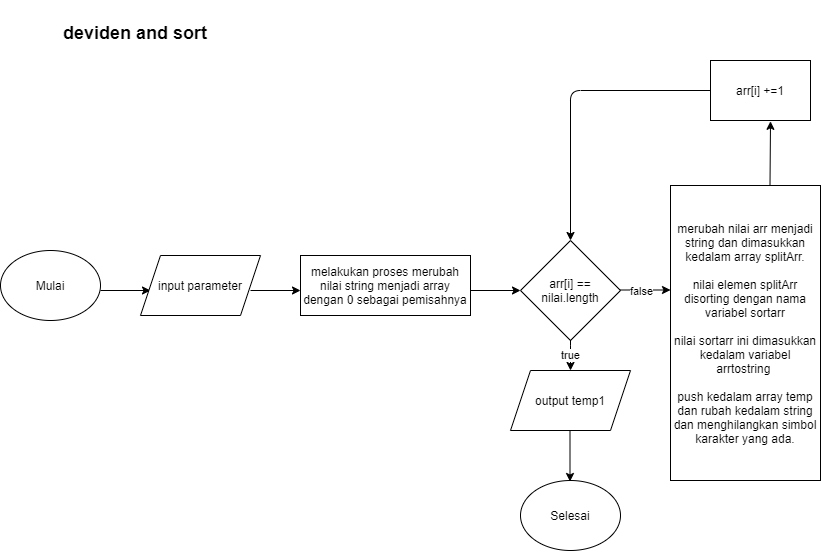 deviden and sort
arr[i] +=1
Mulai
input parameter
melakukan proses merubah
nilai string menjadi array
dengan 0 sebagai pemisahnya
arr[i] ==
nilai.length
false
merubah nilai arr menjadi
string dan dimasukkan
kedalam array splitArr.
nilai elemen splitArr
disorting dengan nama
variabel sortarr
nilai sortarr ini dimasukkan
kedalam variabel
arrtostring
push kedalam array temp
dan rubah kedalam string
dan menghilangkan simbol
karakter yang ada.
true
output temp1
Selesai